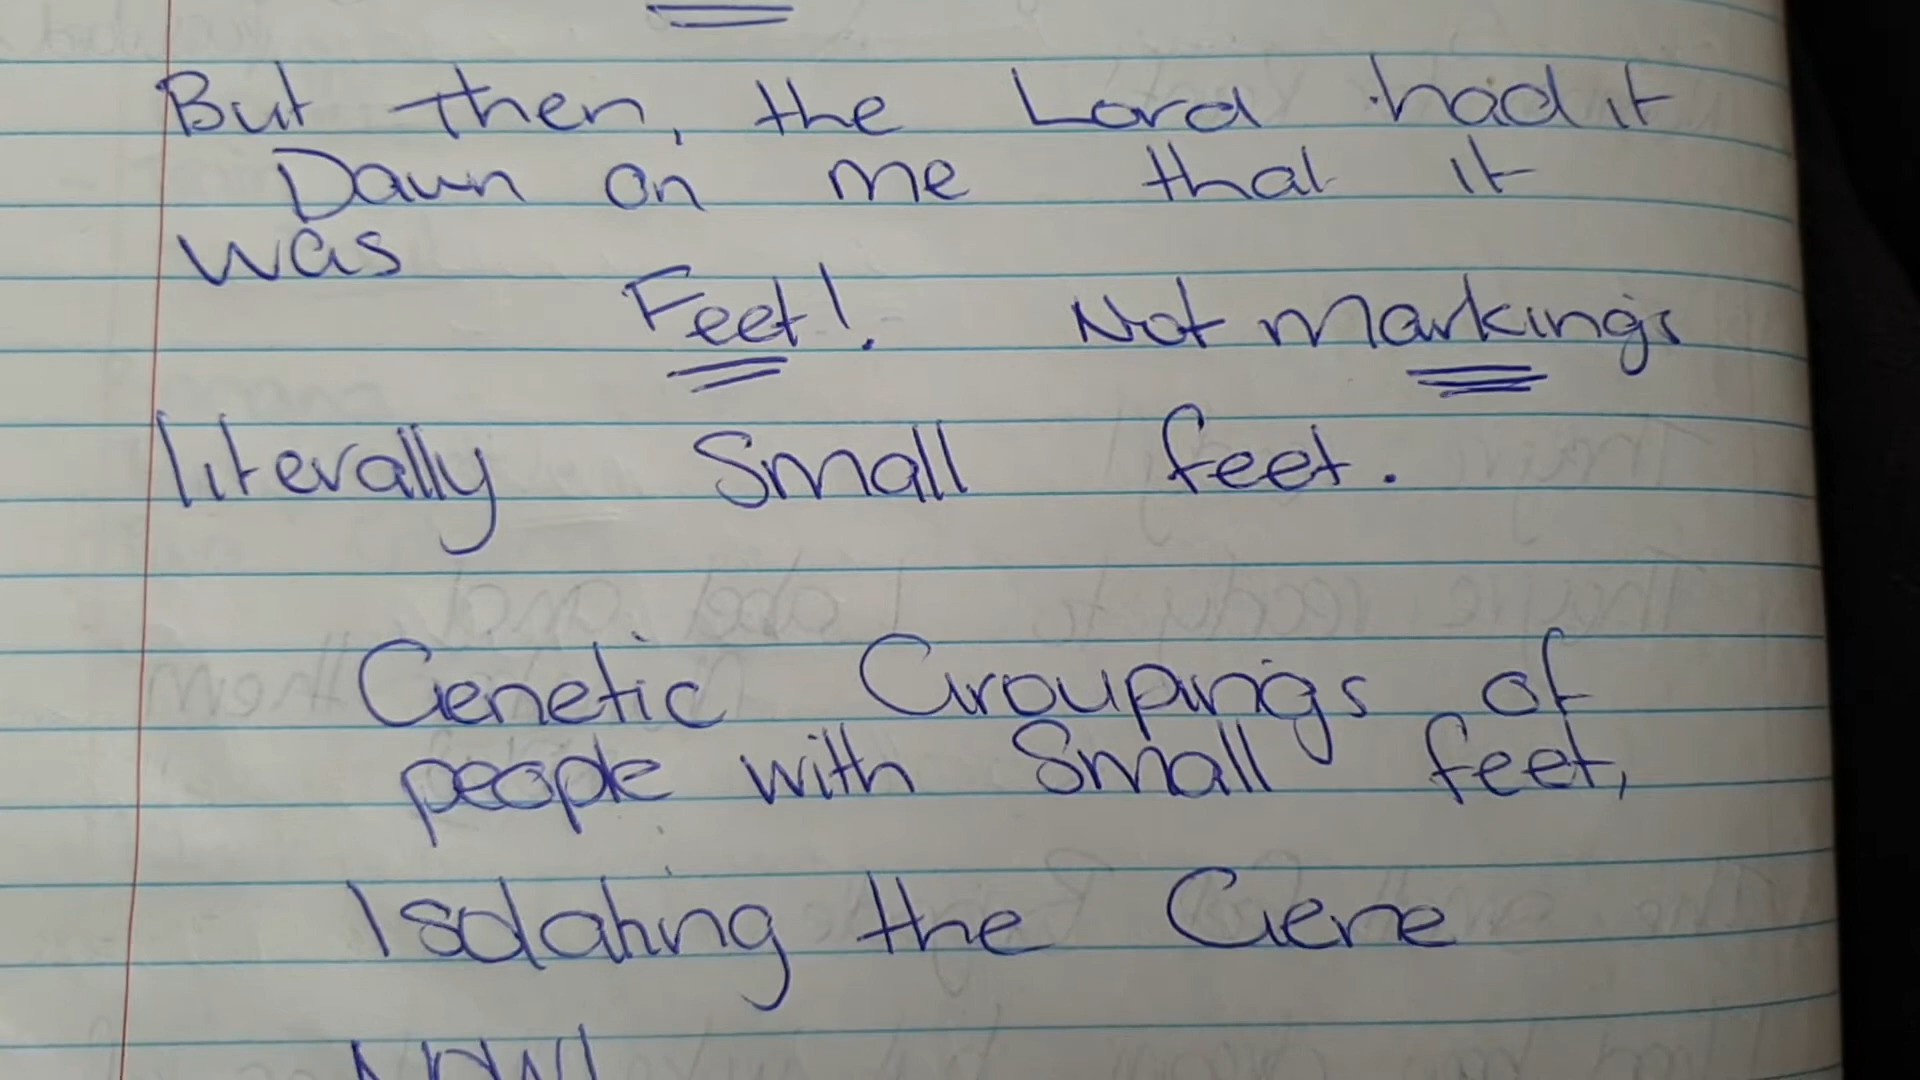 But then, the Lord had it
Dawn on me that it
was
Feet! Not markings
literally Small feet.
Genetic Groupings of
people with Small feet,
Isolating the Gene
NOW!